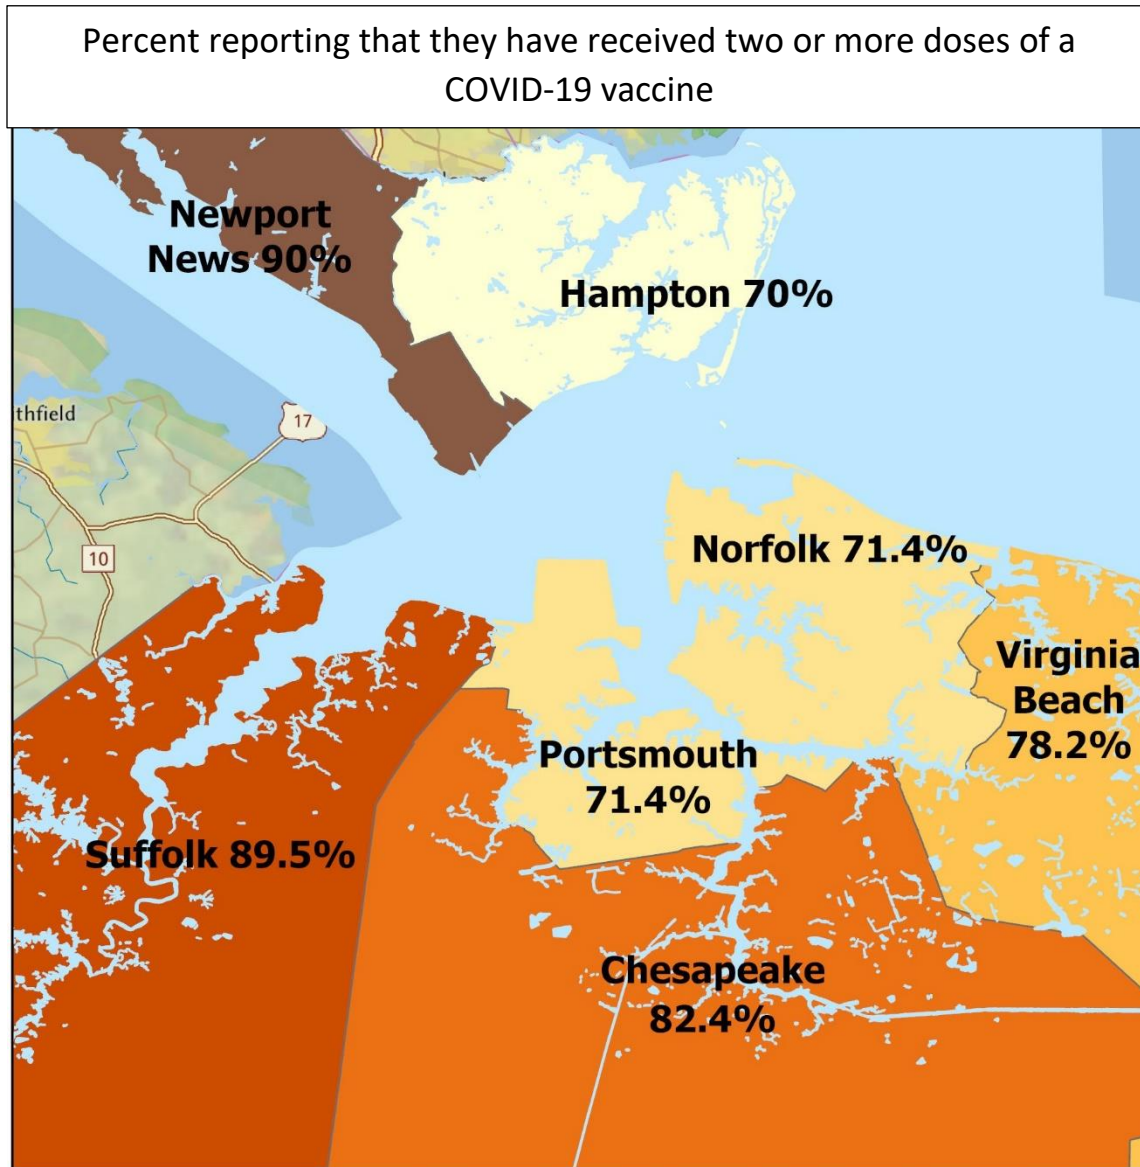 Percent reporting that they have received two or more doses of a
COVID-19 vaccine
Newport
News 90%
Hampton 70%
thfield
17
10
Norfolk 71.4%
Virginia
Beach
78.2%
Portsmouth
71.4%
Suffolk 89.5%
Chesapeake
82.4%